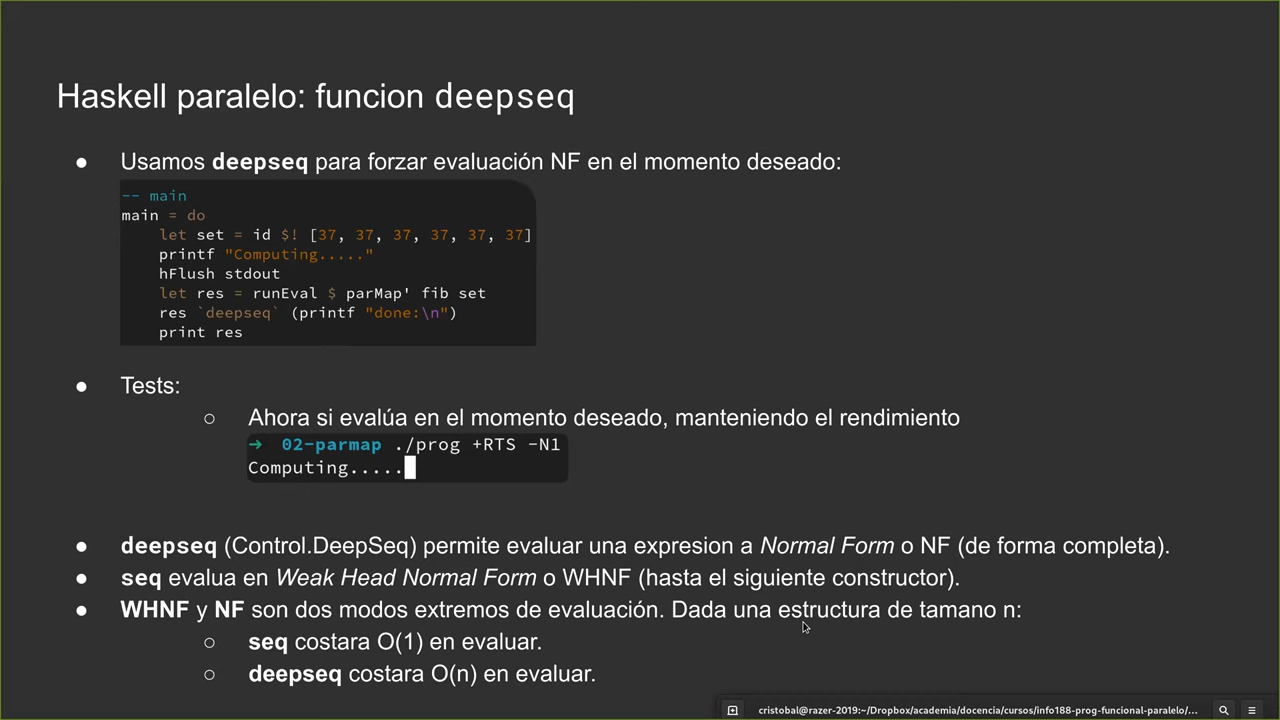 Haskell paralelo: funcion deepseq
● Usamos deepseq para forzar evaluación NF en el momento deseado:
-- main
main = do
    let set = id $! [37, 37, 37, 37, 37, 37]
    printf "Computing....."
    hFlush stdout
    let res = runEval $ parMap' fib set
    res `deepseq` (printf "done:\n")
    print res
● Tests:
○ Ahora si evalúa en el momento deseado, manteniendo el rendimiento
➜ 02-parmap ./prog +RTS -N1
Computing.....
● deepseq (Control.DeepSeq) permite evaluar una expresion a Normal Form o NF (de forma completa).
● seq evalua en Weak Head Normal Form o WHNF (hasta el siguiente constructor).
● WHNF y NF son dos modos extremos de evaluación. Dada una estructura de tamano n:
○ seq costara O(1) en evaluar.
○ deepseq costara O(n) en evaluar.
cristobal@razer-2019:~/Dropbox/academia/docencia/cursos/info188-prog-funcional-paralelo/...